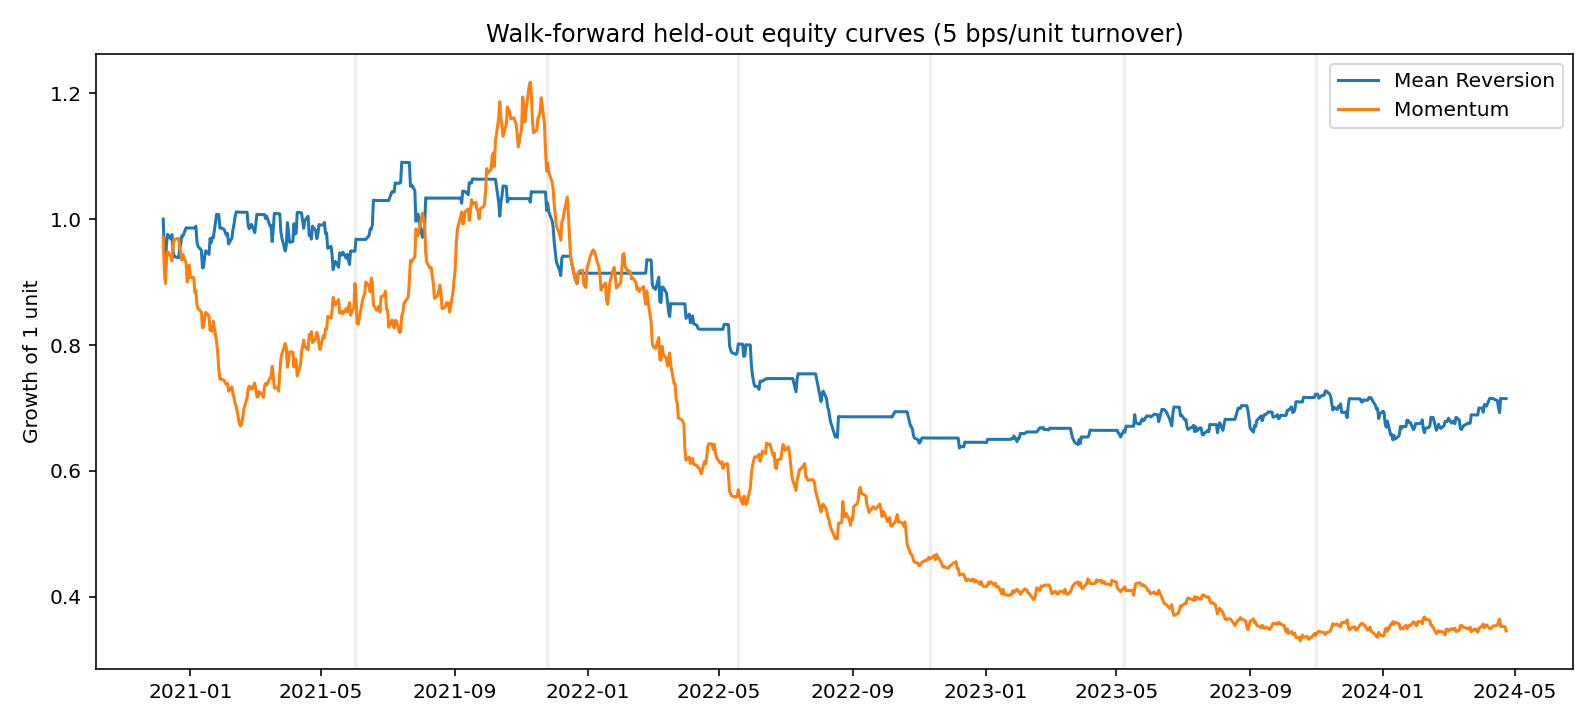 Walk-forward held-out equity curves (5 bps/unit turnover)
Mean Reversion
Momentum
Growth of 1 unit
1.2
1.0
0.8
0.6
0.4
2021-01 2021-05 2021-09 2022-01 2022-05 2022-09 2023-01 2023-05 2023-09 2024-01 2024-05